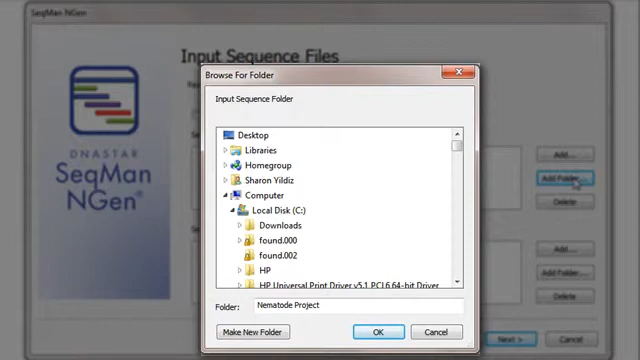 SeqMan NGen
Input Sequence Files
Browse For Folder
Input Sequence Folder
Desktop
Libraries
Homegroup
Sharon Yildiz
Computer
Local Disk (C:)
Downloads
found.000
found.002
HP
HP Universal Print Driver v5.1 PCL6 64-bit Driver
Folder: Nematode Project
Make New Folder OK Cancel
DNASTAR
SeqMan
NGen®
Add...
Add Folder...
Delete
Add...
Add Folder...
Delete
Next > Cancel